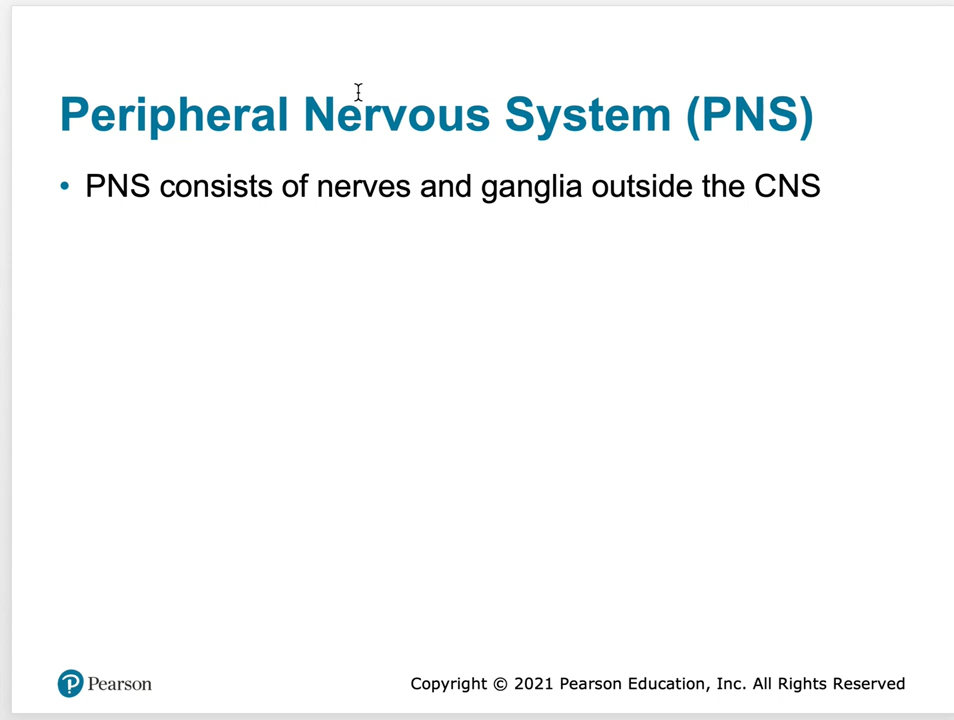 Peripheral Nervous System (PNS)
• PNS consists of nerves and ganglia outside the CNS
Pearson
Copyright © 2021 Pearson Education, Inc. All Rights Reserved